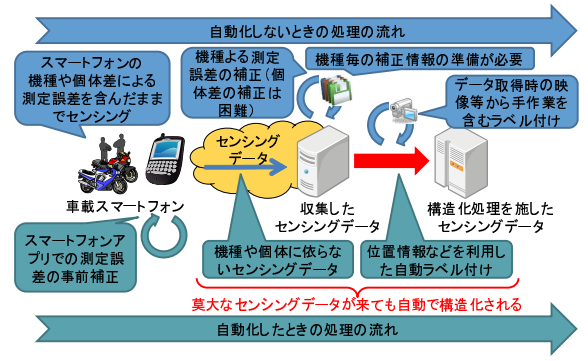 自動化しないときの処理の流れ
スマートフォンの
機種や個体差による
測定誤差を含んだまま
でセンシング
機種よる測定
誤差の補正(個
体差の補正は
困難)
機種毎の補正情報の準備が必要
データ取得時の映
像等から手作業を
含むラベル付け
センシング
データ
車載スマートフォン
収集した
センシングデータ
構造化処理を施した
センシングデータ
スマートフォンア
プリでの測定誤
差の事前補正
機種や個体に依らな
いセンシングデータ
位置情報などを利用し
た自動ラベル付け
莫大なセンシングデータが来ても自動で構造化される
自動化したときの処理の流れ